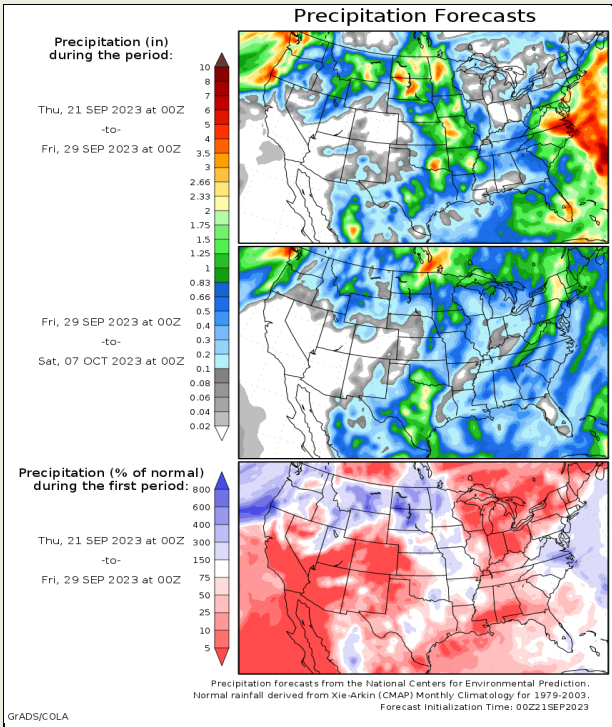 Precipitation Forecasts
Precipitation (in)
during the period:
Thu, 21 SEP 2023 at 00Z
-to-
Fri, 29 SEP 2023 at 00Z
10
8
7
6
5
4
3.5
3
2.66
2.33
2
1.75
1.5
1.25
1
0.83
0.66
0.5
0.4
0.3
0.2
0.1
0.08
0.06
0.04
0.02
Fri, 29 SEP 2023 at 00Z
-to-
Sat, 07 OCT 2023 at 00Z
Precipitation (% of normal)
during the first period:
Thu, 21 SEP 2023 at 00Z
-to-
Fri, 29 SEP 2023 at 00Z
800
600
400
300
150
75
50
25
10
5
Precipitation forecasts from the National Centers for Environmental Prediction.
Normal rainfall derived from Xie-Arkin (CMAP) Monthly Climatology for 1979-2003.
Forecast Initialization Time: 00Z21SEP2023
GrADS/COLA